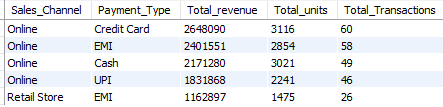 Sales_Channel Payment_Type Total_revenue Total_units Total_Transactions
Online Credit Card 2648090 3116 60
Online EMI 2401551 2854 58
Online Cash 2171280 3021 49
Online UPI 1831868 2241 46
Retail Store EMI 1162897 1475 26